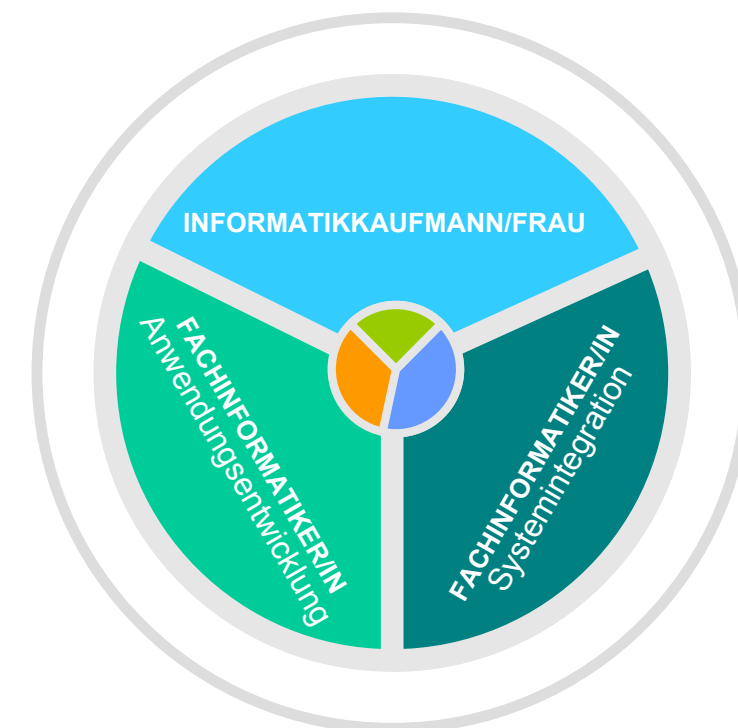 INFORMATIKKAUFMANN/FRAU
FACHINFORMATIKER/IN
Anwendungsentwicklung
FACHINFORMATIKER/IN
Systemintegration